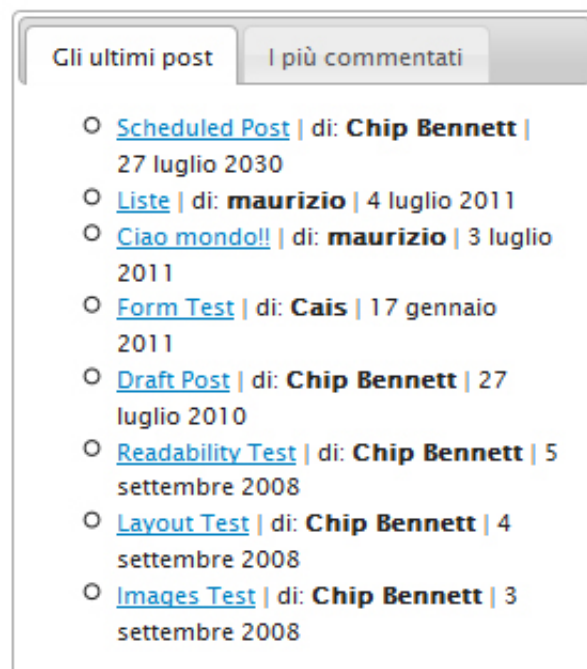 Gli ultimi post
I più commentati
Scheduled Post | di: Chip Bennett |
27 luglio 2030
Liste | di: maurizio | 4 luglio 2011
Ciao mondo!! | di: maurizio | 3 luglio
2011
Form Test | di: Cais | 17 gennaio
2011
Draft Post | di: Chip Bennett | 27
luglio 2010
Readability Test | di: Chip Bennett | 5
settembre 2008
Layout Test | di: Chip Bennett | 4
settembre 2008
Images Test | di: Chip Bennett | 3
settembre 2008